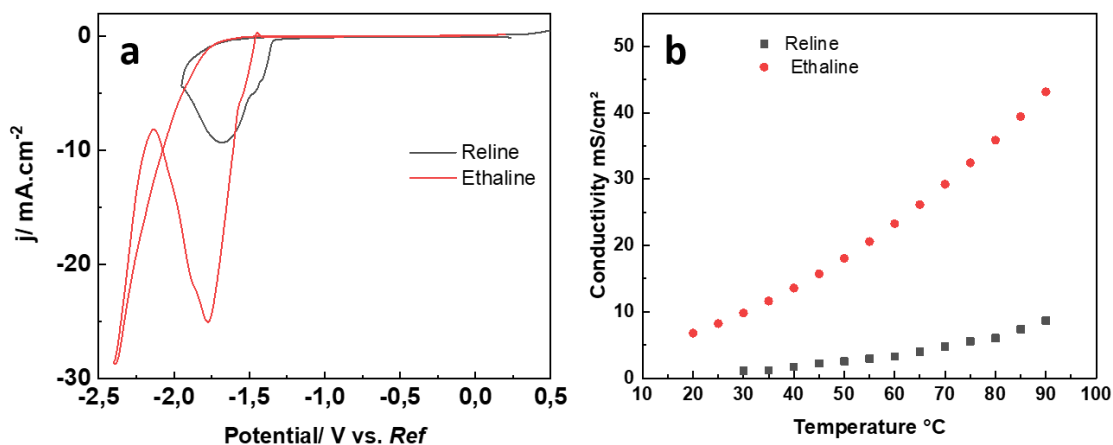 a
j/ mA.cm-2
0
-10
-20
-30
-2,5 -2,0 -1,5 -1,0 -0,5 0,0 0,5
Potential/ V vs. Ref
Reline
Ethaline
b
Conductivity mS/cm²
50
40
30
20
10
0
10 20 30 40 50 60 70 80 90 100
Temperature °C
Reline
Ethaline